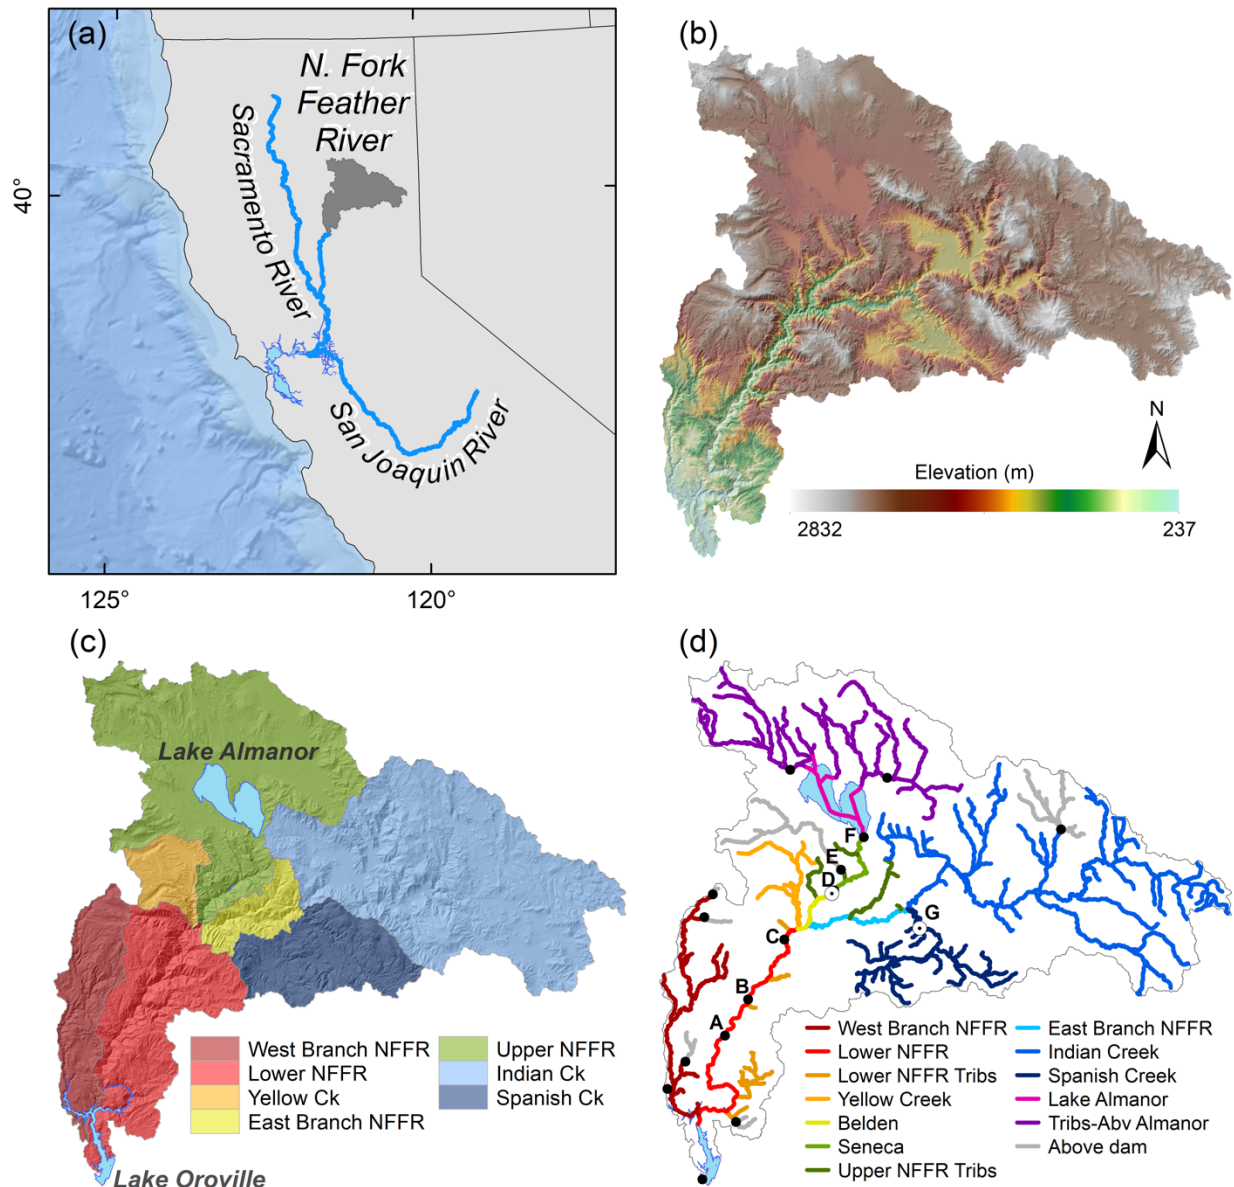 (a)
N. Fork
Feather
River
Sacramento River
San Joaquin River
40°
125°
120°
(b)
N
Elevation (m)
2832
237
(c)
Lake Almanor
West Branch NFFR
Lower NFFR
Yellow Ck
East Branch NFFR
Upper NFFR
Indian Ck
Spanish Ck
Lake Oroville
(d)
F
E
D
G
C
B
A
West Branch NFFR
Lower NFFR
Lower NFFR Tribs
Yellow Creek
Belden
Seneca
Upper NFFR Tribs
East Branch NFFR
Indian Creek
Spanish Creek
Lake Almanor
Tribs-Abv Almanor
Above dam